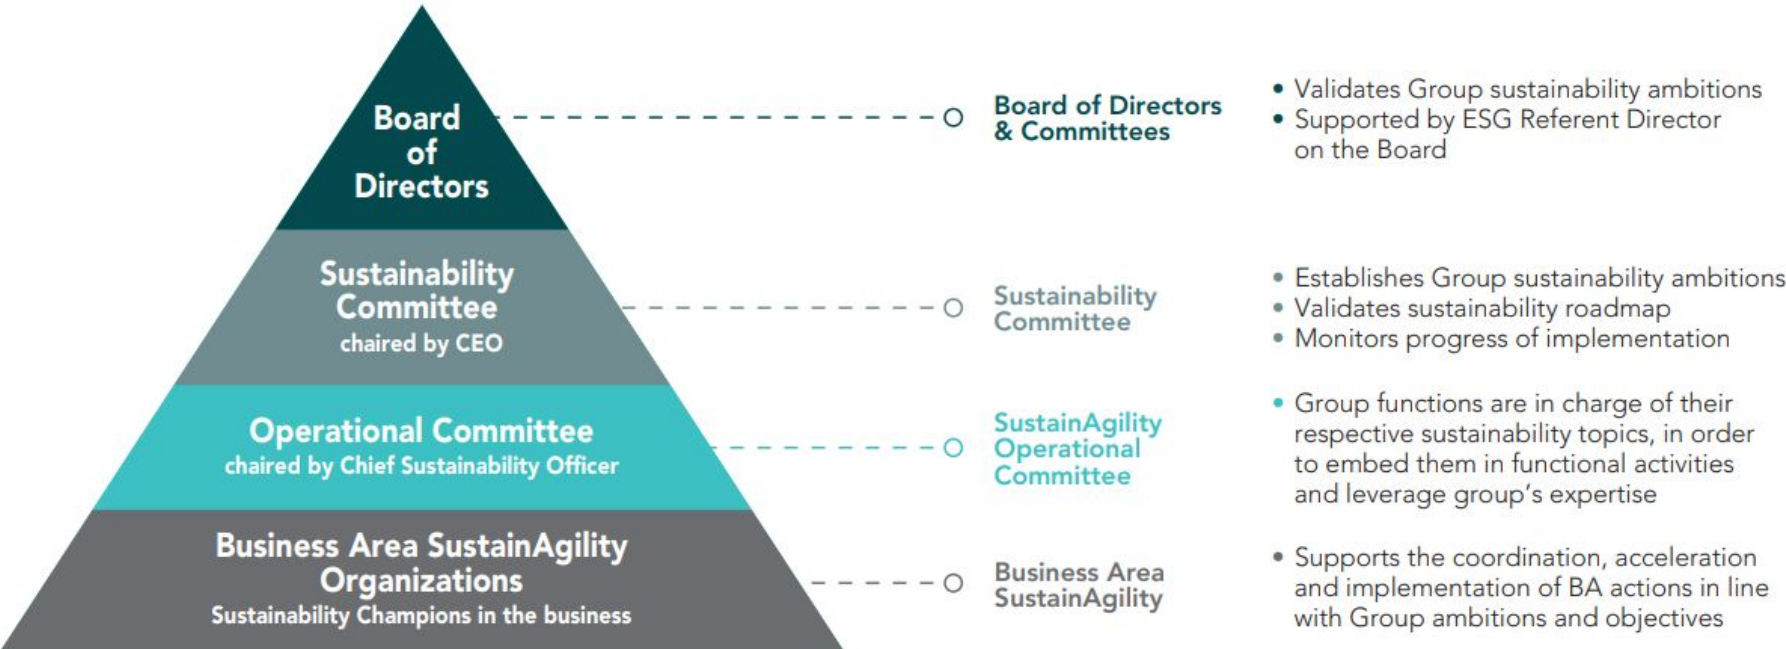 Board
of
Directors
Sustainability
Committee
chaired by CEO
Operational Committee
chaired by Chief Sustainability Officer
Business Area SustainAgility
Organizations
Sustainability Champions in the business
Board of Directors
& Committees
• Validates Group sustainability ambitions
• Supported by ESG Referent Director
on the Board
Sustainability
Committee
• Establishes Group sustainability ambitions
• Validates sustainability roadmap
• Monitors progress of implementation
SustainAgility
Operational
Committee
• Group functions are in charge of their
respective sustainability topics, in order
to embed them in functional activities
and leverage group’s expertise
Business Area
SustainAgility
• Supports the coordination, acceleration
and implementation of BA actions in line
with Group ambitions and objectives